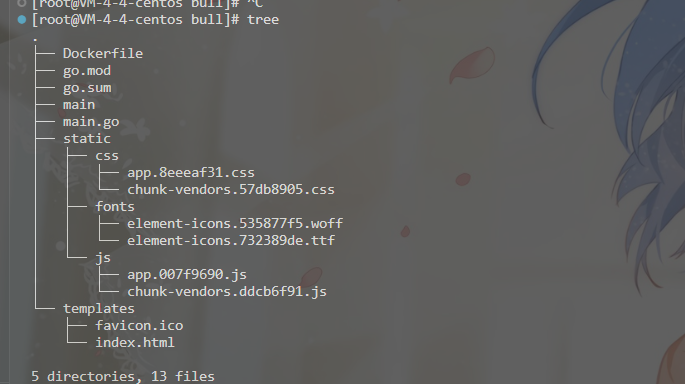 [root@VM-4-4-centos bull]# ^C
[root@VM-4-4-centos bull]# tree
.
├── Dockerfile
├── go.mod
├── go.sum
├── main
├── main.go
├── static
│   ├── css
│   │   ├── app.8eeeaf31.css
│   │   └── chunk-vendors.57db8905.css
│   ├── fonts
│   │   ├── element-icons.535877f5.woff
│   │   └── element-icons.732389de.ttf
│   └── js
│       ├── app.007f9690.js
│       └── chunk-vendors.ddcb6f91.js
└── templates
    ├── favicon.ico
    └── index.html
5 directories, 13 files